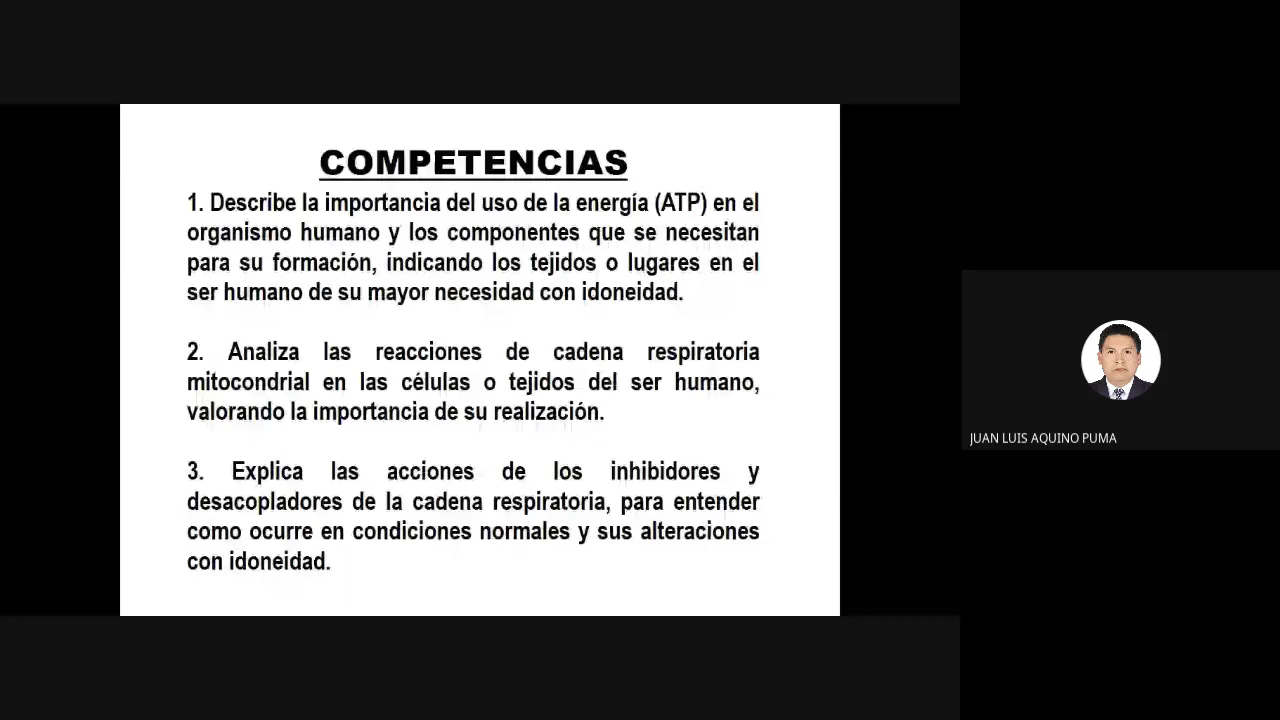 COMPETENCIAS
1. Describe la importancia del uso de la energía (ATP) en el
organismo humano y los componentes que se necesitan
para su formación, indicando los tejidos o lugares en el
ser humano de su mayor necesidad con idoneidad.
2. Analiza las reacciones de cadena respiratoria
mitocondrial en las células o tejidos del ser humano,
valorando la importancia de su realización.
3. Explica las acciones de los inhibidores y
desacopladores de la cadena respiratoria, para entender
como ocurre en condiciones normales y sus alteraciones
con idoneidad.
JUAN LUIS AQUINO PUMA